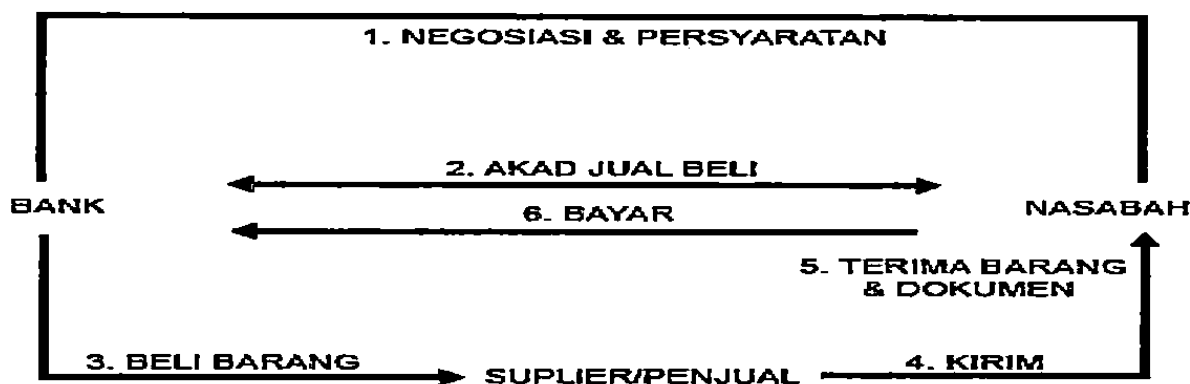 1. NEGOSIASI & PERSYARATAN
2. AKAD JUAL BELI
BANK
6. BAYAR
NASABAH
5. TERIMA BARANG
& DOKUMEN
3. BELI BARANG
SUPLIER/PENJUAL
4. KIRIM